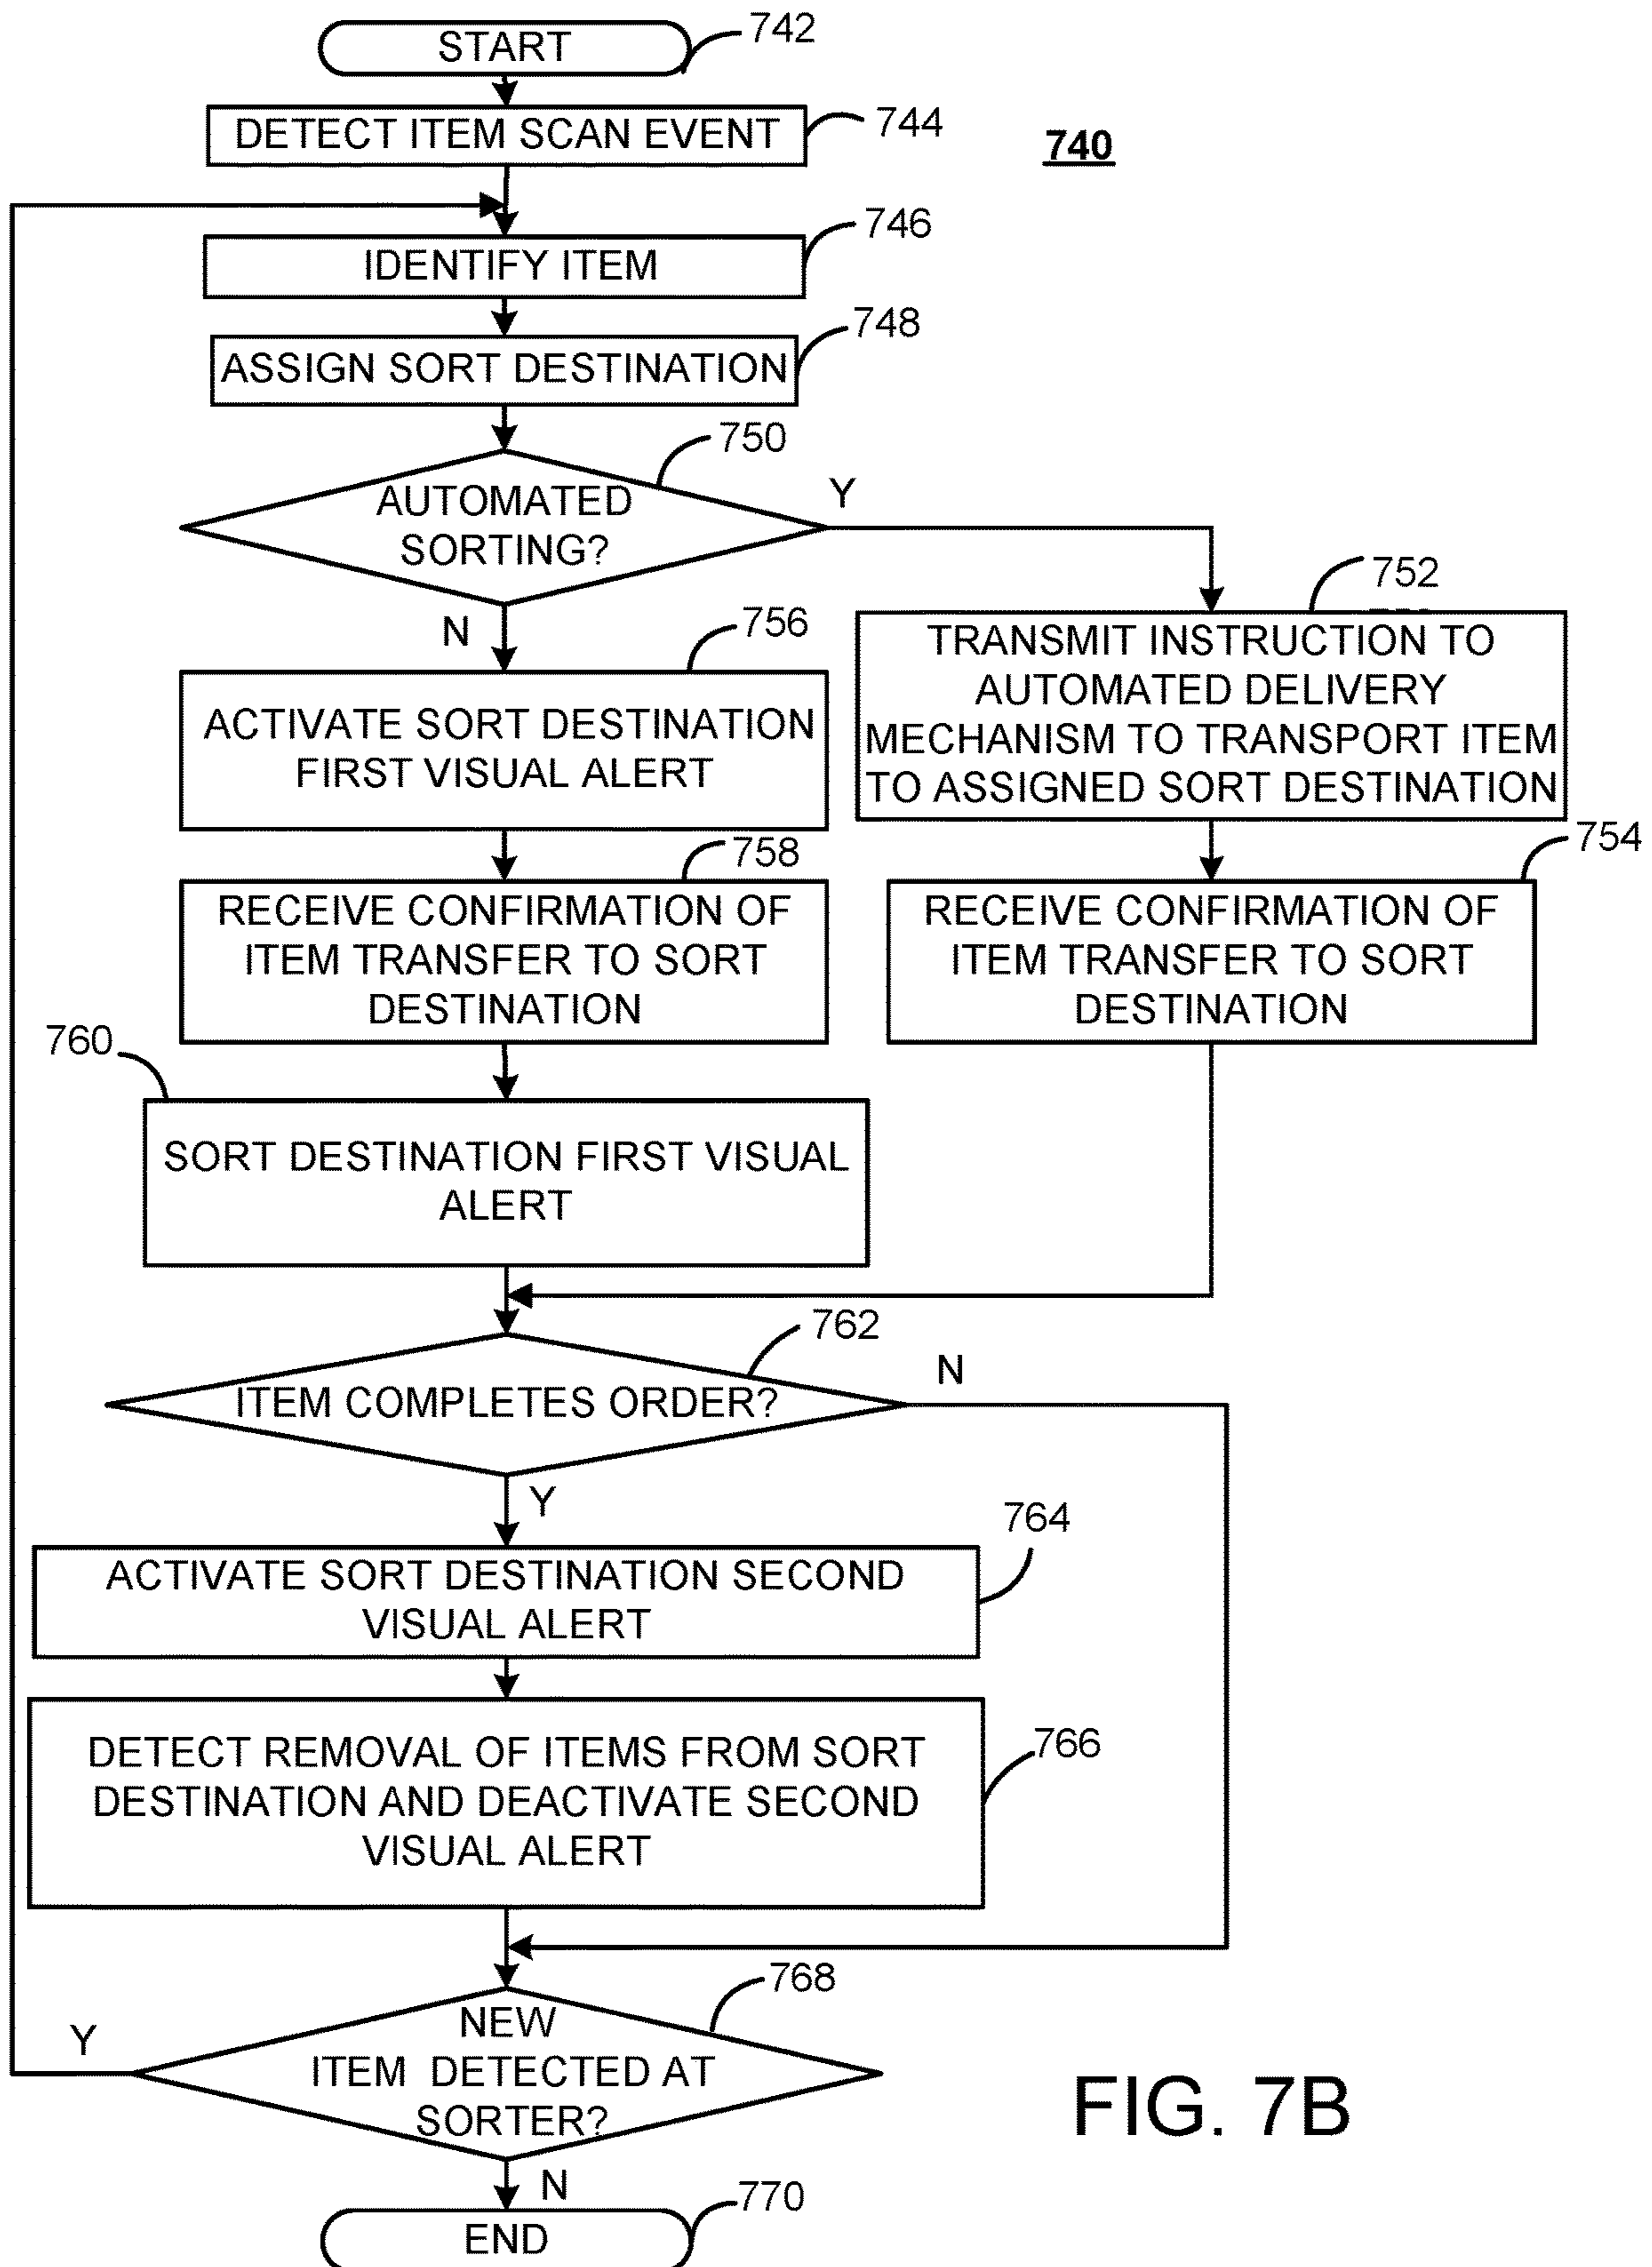 START
742
DETECT ITEM SCAN EVENT
744
740
746
IDENTIFY ITEM
748
ASSIGN SORT DESTINATION
750
AUTOMATED
SORTING?
Y
N
752
TRANSMIT INSTRUCTION TO
AUTOMATED DELIVERY
MECHANISM TO TRANSPORT ITEM
TO ASSIGNED SORT DESTINATION
756
ACTIVATE SORT DESTINATION
FIRST VISUAL ALERT
754
RECEIVE CONFIRMATION OF
ITEM TRANSFER TO SORT
DESTINATION
758
RECEIVE CONFIRMATION OF
ITEM TRANSFER TO SORT
DESTINATION
760
SORT DESTINATION FIRST VISUAL
ALERT
762
ITEM COMPLETES ORDER?
N
Y
764
ACTIVATE SORT DESTINATION SECOND
VISUAL ALERT
766
DETECT REMOVAL OF ITEMS FROM SORT
DESTINATION AND DEACTIVATE SECOND
VISUAL ALERT
768
NEW
ITEM DETECTED AT
SORTER?
Y
N
770
END
FIG. 7B